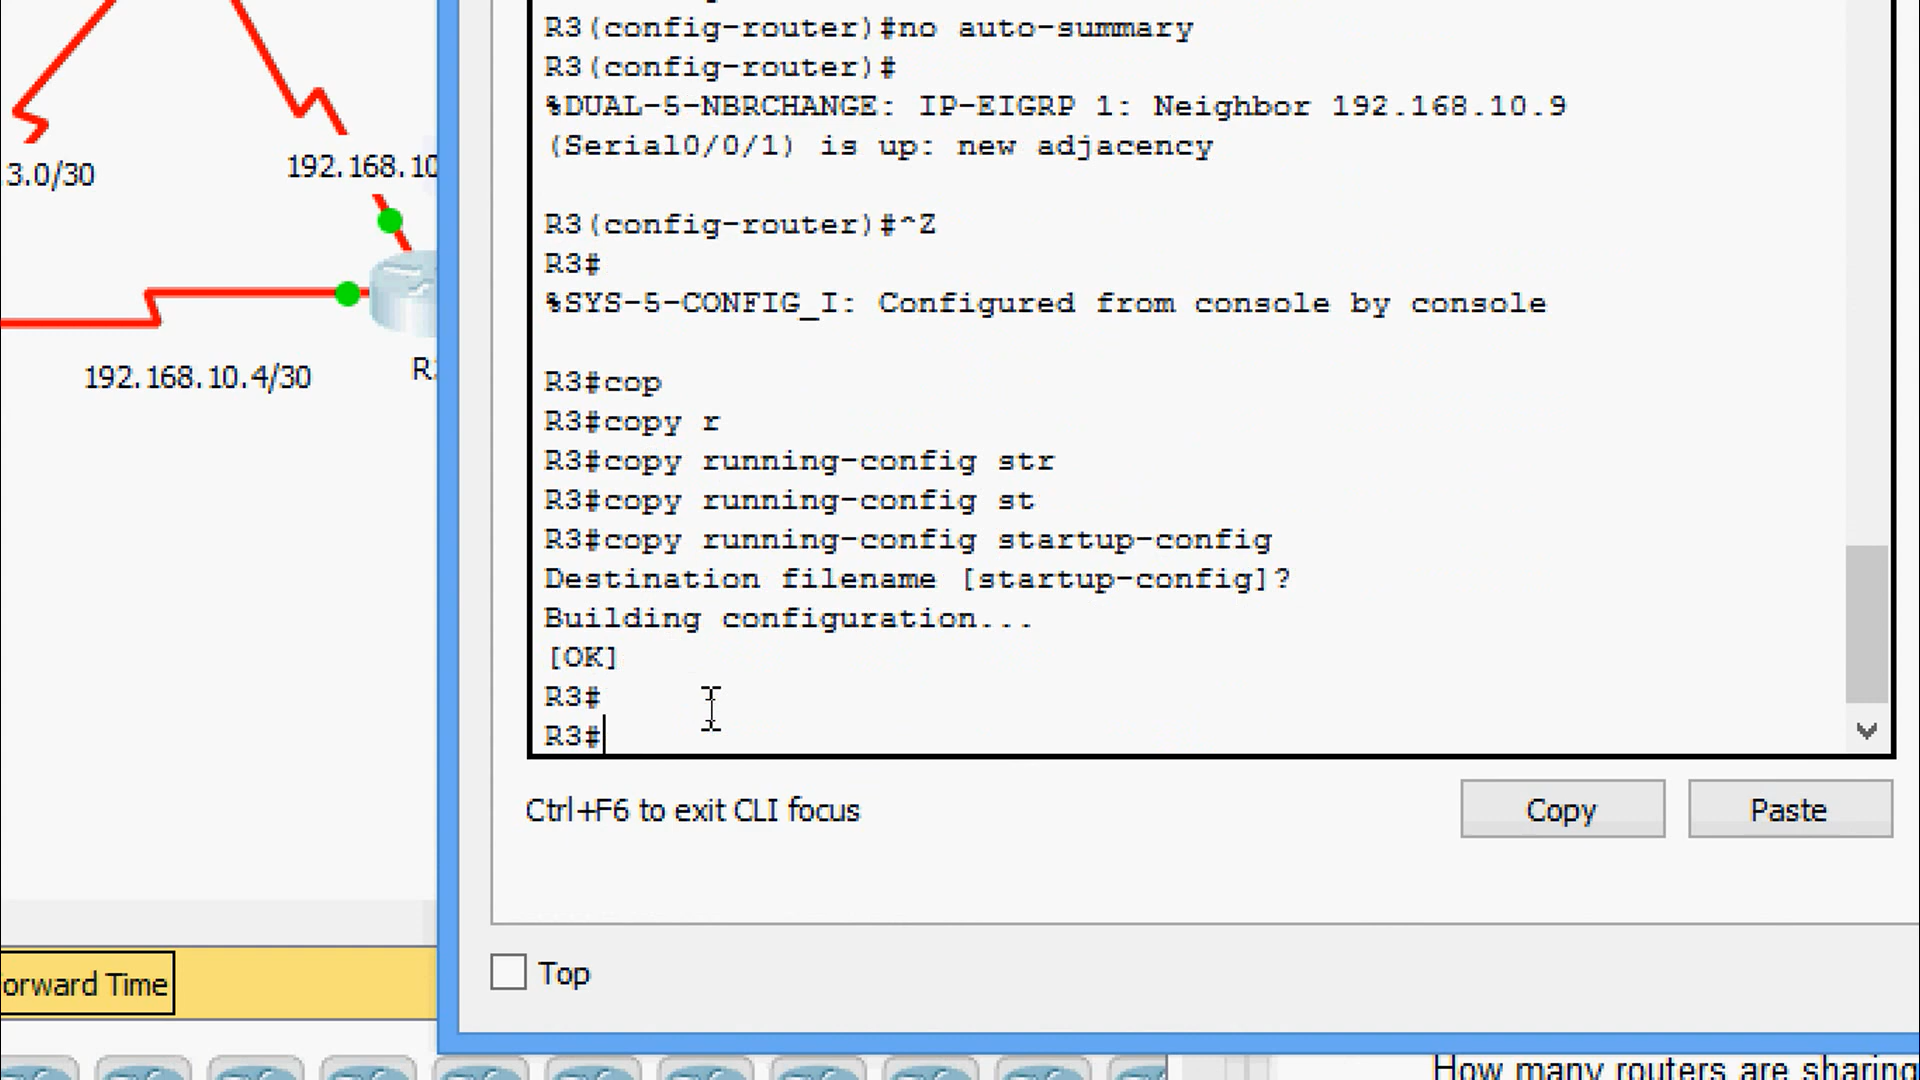 R3(config-router)#no auto-summary
R3(config-router)#
%DUAL-5-NBRCHANGE: IP-EIGRP 1: Neighbor 192.168.10.9
(Serial0/0/1) is up: new adjacency
R3(config-router)#^Z
R3#
%SYS-5-CONFIG_I: Configured from console by console
R3#cop
R3#copy r
R3#copy running-config str
R3#copy running-config st
R3#copy running-config startup-config
Destination filename [startup-config]?
Building configuration...
[OK]
R3#
R3#
3.0/30
192.168.10
192.168.10.4/30
Ctrl+F6 to exit CLI focus
Copy
Paste
Top
orward Time
How many routers are sharing